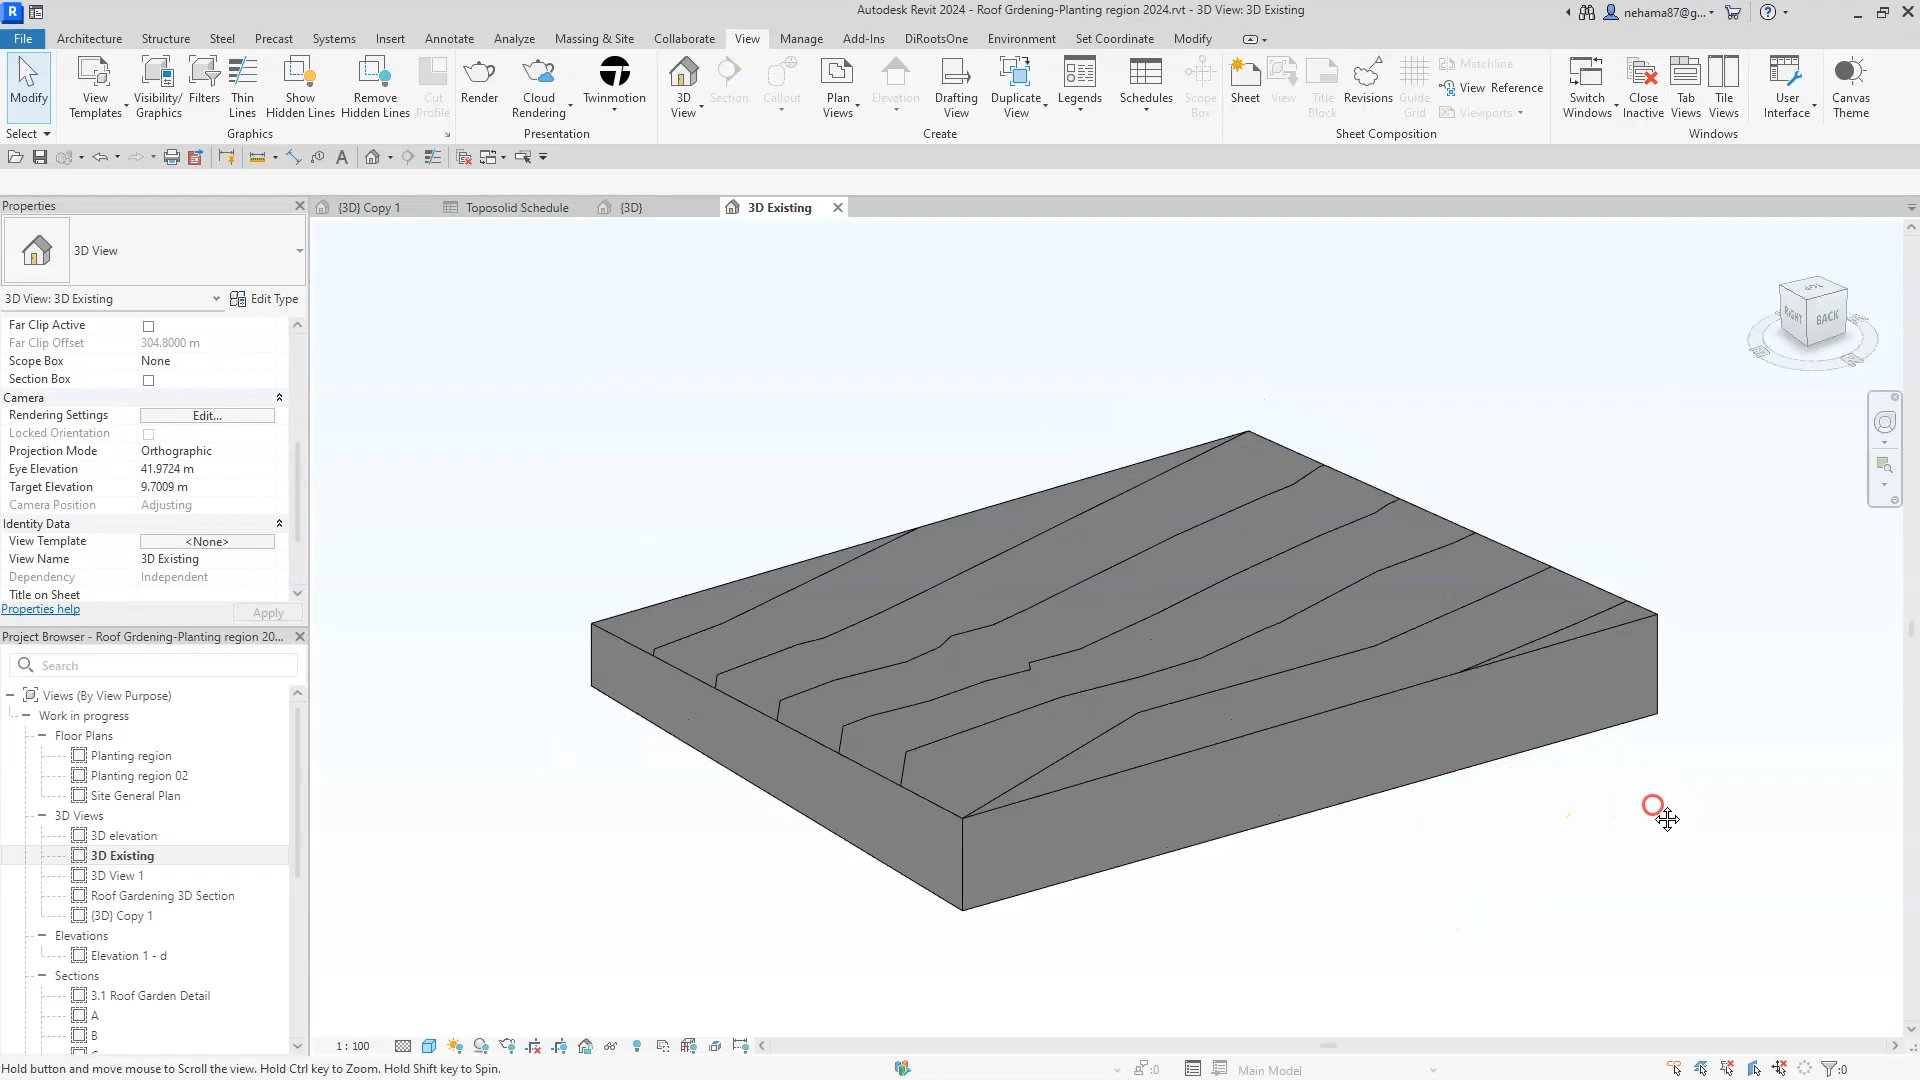 Autodesk Revit 2024 - Roof Grdening-Planting region 2024.rvt - 3D View: 3D Existing
nehama87@g...
File Architecture Structure Steel Precast Systems Insert Annotate Analyze Massing & Site Collaborate View Manage Add-Ins DiRootsOne Environment Set Coordinate Modify
Modify
View Templates
Visibility/ Graphics
Filters
Thin Lines
Show Hidden Lines
Remove Hidden Lines
Cut Profile
Render
Cloud Rendering
Twinmotion
3D View
Section
Callout
Plan Views
Elevation
Drafting View
Duplicate View
Legends
Schedules
Scope Box
Sheet
View
Title Block
Revisions
Guide Grid
Matchline
View Reference
Viewports
Switch Windows
Close Inactive
Tab Views
Tile Views
User Interface
Canvas Theme
Select Graphics Presentation Create Sheet Composition Windows
Properties
{3D} Copy 1 Toposolid Schedule {3D} 3D Existing
3D View
3D View: 3D Existing Edit Type
Far Clip Active
Far Clip Offset 304.8000 m
Scope Box None
Section Box
Camera
Rendering Settings Edit...
Locked Orientation
Projection Mode Orthographic
Eye Elevation 41.9724 m
Target Elevation 9.7009 m
Camera Position Adjusting
Identity Data
View Template <None>
View Name 3D Existing
Dependency Independent
Title on Sheet
Properties help Apply
TOP
RIGHT BACK
Project Browser - Roof Grdening-Planting region 20...
Search
Views (By View Purpose)
Work in progress
Floor Plans
Planting region
Planting region 02
Site General Plan
3D Views
3D elevation
3D Existing
3D View 1
Roof Gardening 3D Section
{3D} Copy 1
Elevations
Elevation 1 - d
Sections
3.1 Roof Garden Detail
A
B
1 : 100
Hold button and move mouse to Scroll the view. Hold Ctrl key to Zoom. Hold Shift key to Spin.
:0
Main Model
:0